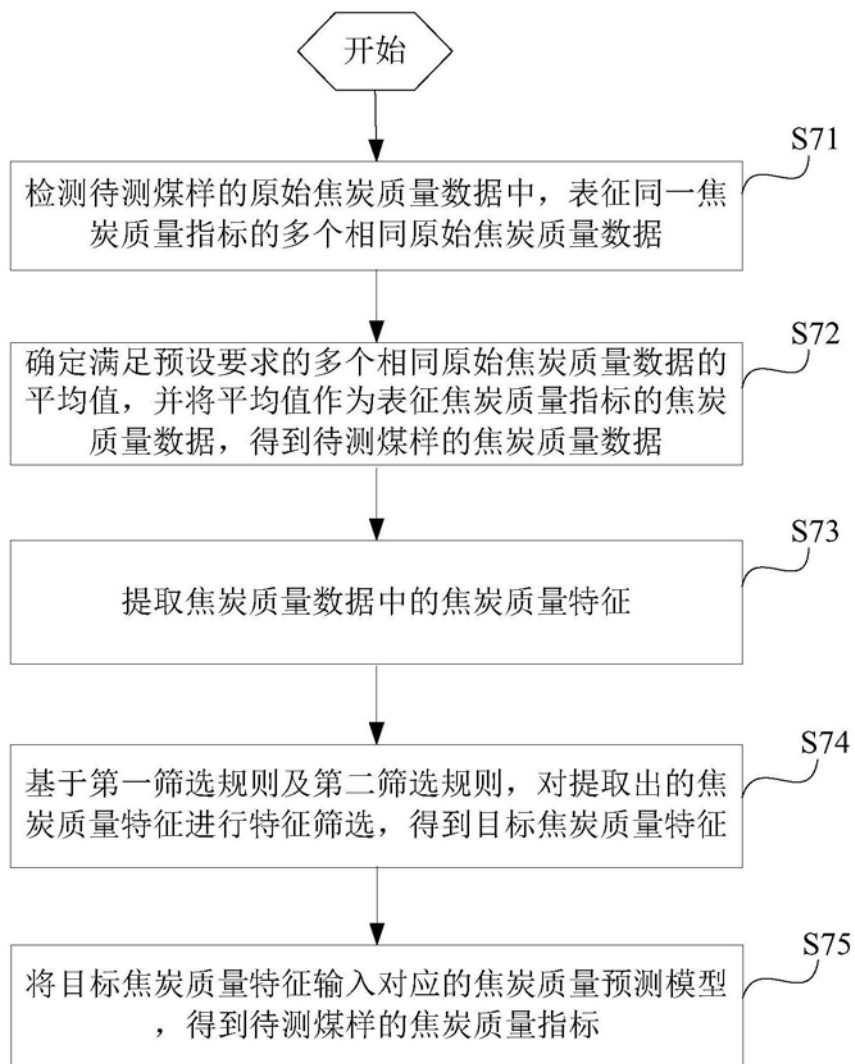 开始
S71
检测待测煤样的原始焦炭质量数据中，表征同一焦
炭质量指标的多个相同原始焦炭质量数据
S72
确定满足预设要求的多个相同原始焦炭质量数据的
平均值，并将平均值作为表征焦炭质量指标的焦炭
质量数据，得到待测煤样的焦炭质量数据
S73
提取焦炭质量数据中的焦炭质量特征
S74
基于第一筛选规则及第二筛选规则，对提取出的焦
炭质量特征进行特征筛选，得到目标焦炭质量特征
S75
将目标焦炭质量特征输入对应的焦炭质量预测模型
，得到待测煤样的焦炭质量指标